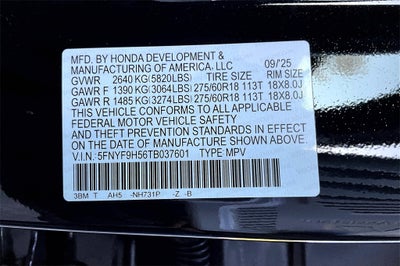 MFD. BY HONDA DEVELOPMENT &
MANUFACTURING OF AMERICA, LLC 09/25
GVWR 2640 KG(5820LBS) TIRE SIZE RIM SIZE
GAWR F 1390 KG(3064LBS) 275/60R18 113T 18X8.0J
GAWR R 1485 KG(3274LBS) 275/60R18 113T 18X8.0J
THIS VEHICLE CONFORMS TO ALL APPLICABLE
FEDERAL MOTOR VEHICLE SAFETY
STANDARDS IN EFFECT
ON THE DATE OF MANUFACTURE SHOWN ABOVE.
V.I.N.: 5FNYF9H56TB037601 TYPE MPV
3BM T AH5 -NH731P -Z -B